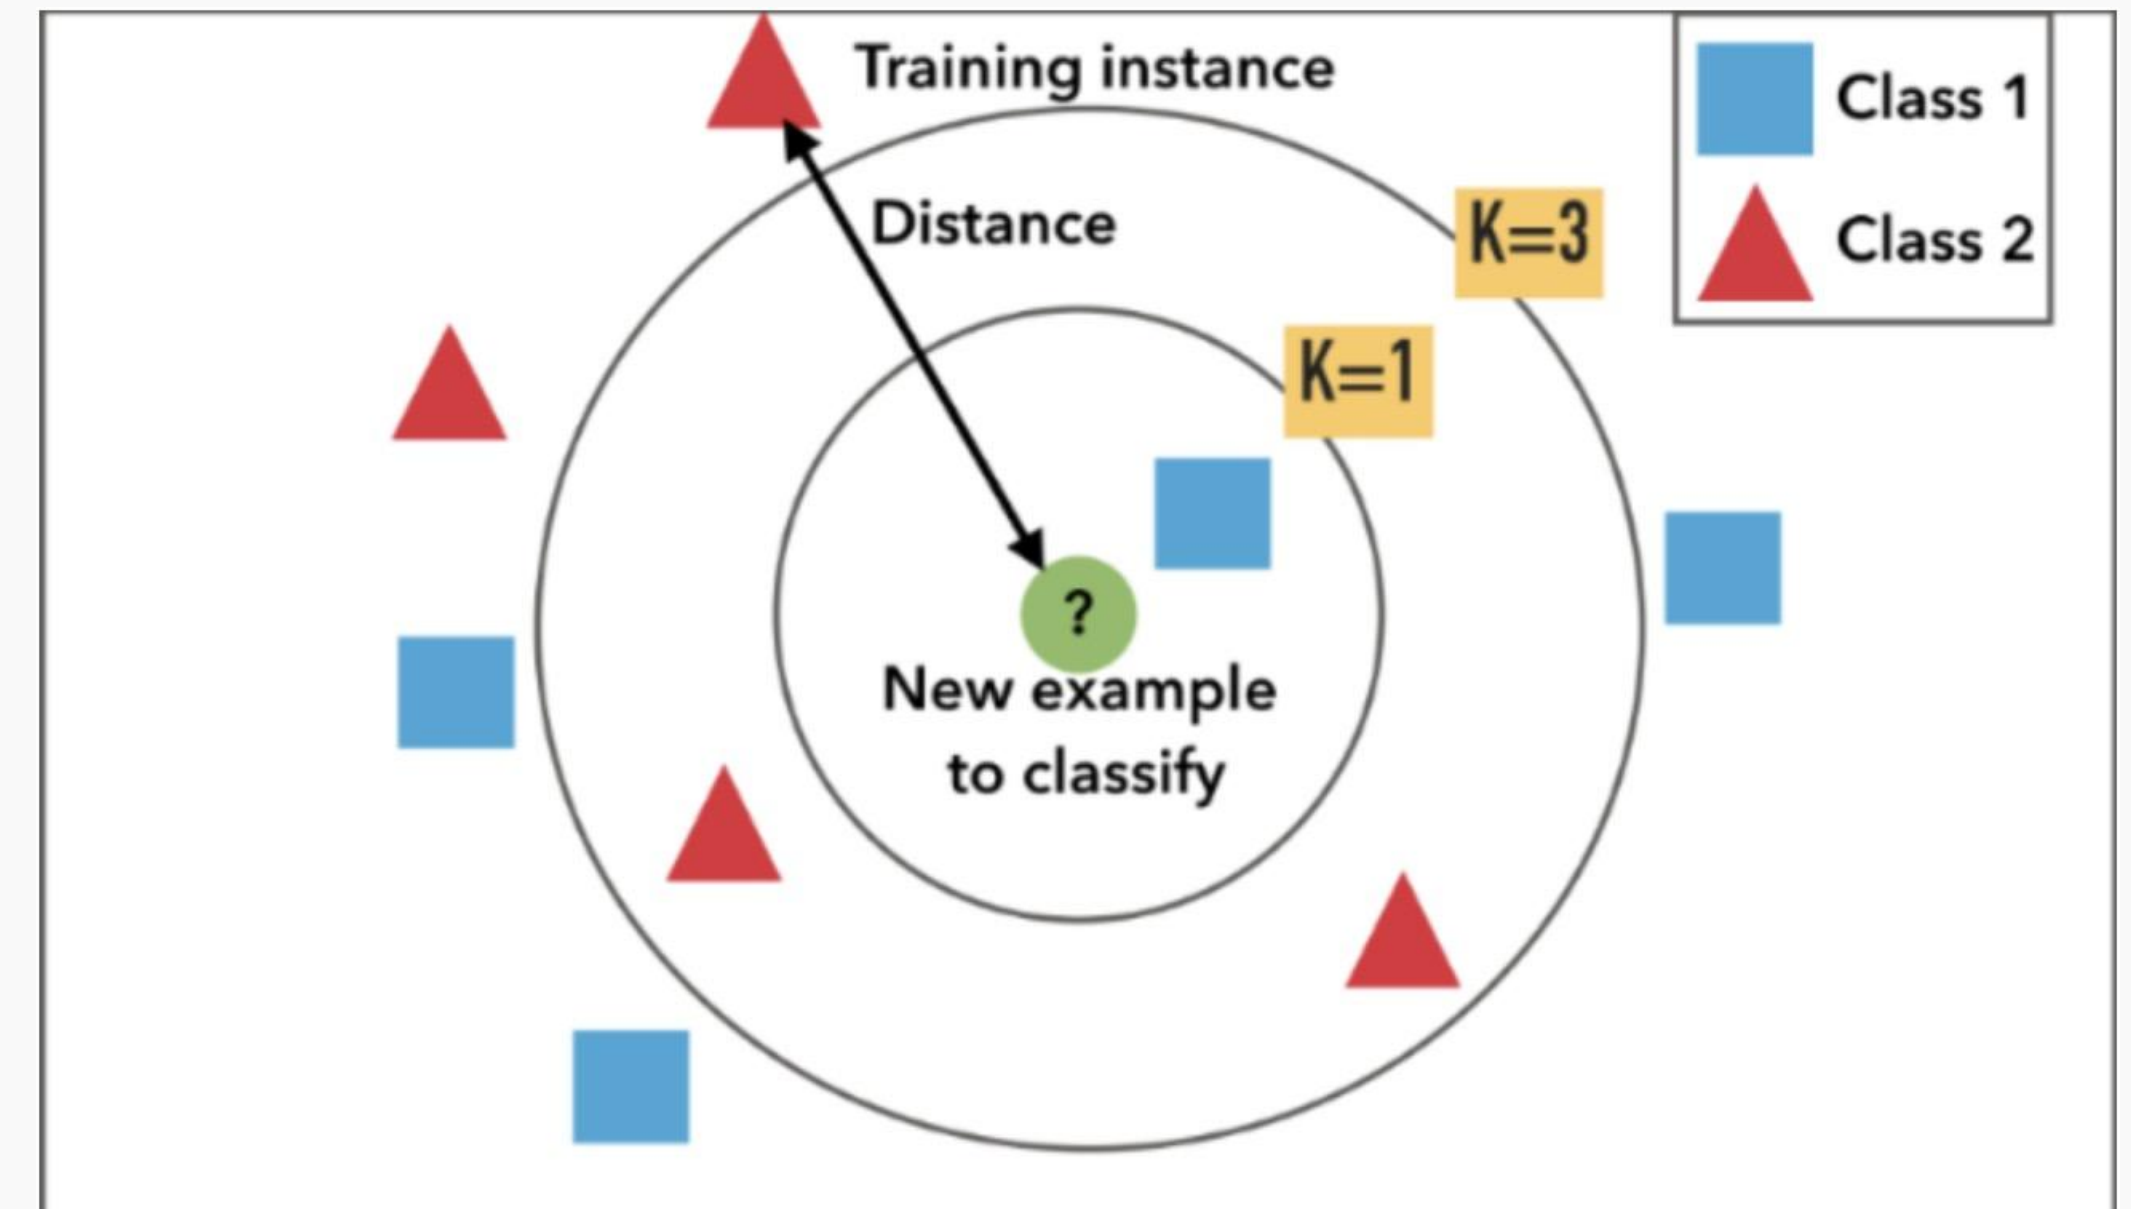 Training instance
Class 1
Distance
K=3
Class 2
K=1
?
New example
to classify